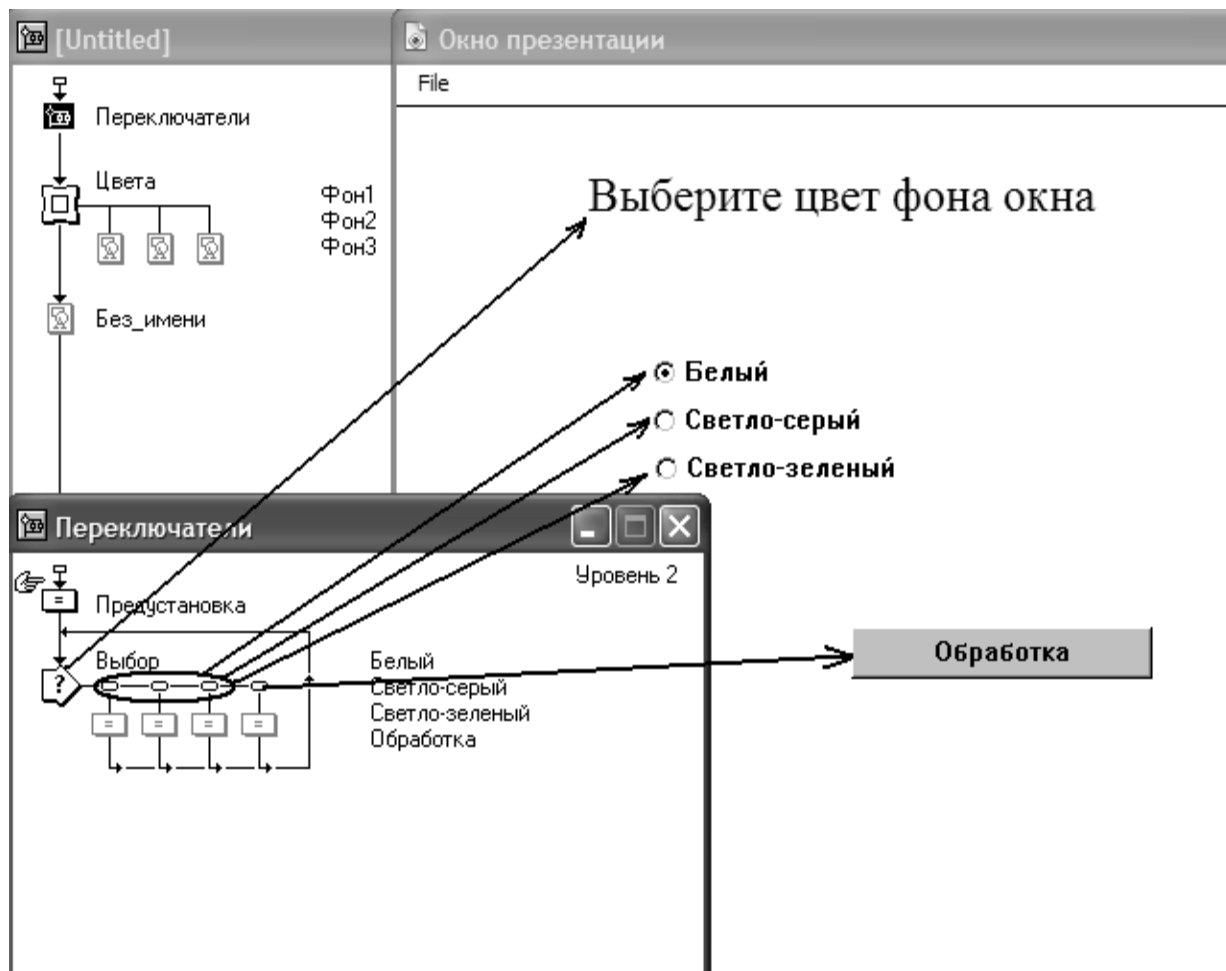 [Untitled]
Переключатели
Цвета
Фон1
Фон2
Фон3
Без_имени
Окно презентации
File
Выберите цвет фона окна
Белый
Светло-серый
Светло-зеленый
Обработка
Переключатели
Уровень 2
Предустановка
Выбор
Белый
Светло-серый
Светло-зеленый
Обработка